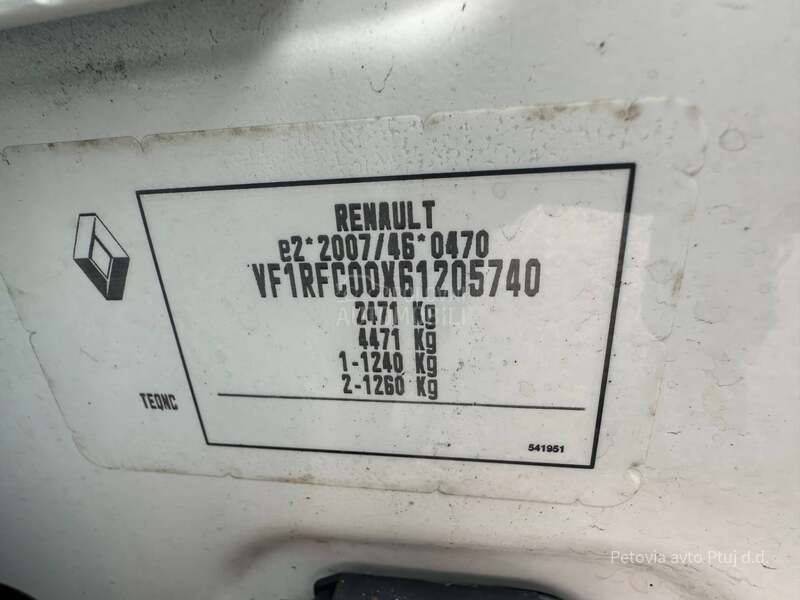 RENAULT
e2*2007/46*0470
VF1RFC00X61205740
2471 Kg
4471 Kg
1-1240 Kg
2-1260 Kg
TEQNC
541951
Petovia avto Ptuj d.d.